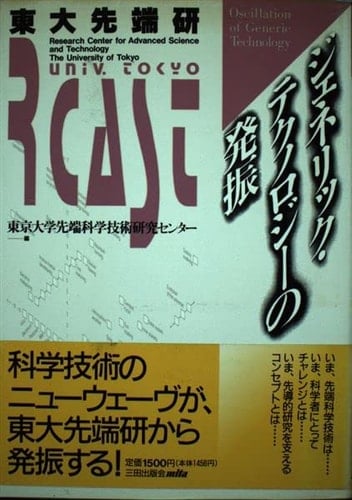 東大先端研
Research Center for Advanced Science
and Technology
The University of Tokyo
univ. tokyo
rcast
Oscillation
of Generic
Technology
ジェネリック・
テクノロジーの
発振
東京大学先端科学技術研究センター
編
いま、先端科学技術は……
いま、科学者にとって
チャレンジとは……
いま、先導的研究を支える
コンセプトとは……
科学技術の
ニューウェーヴが、
東大先端研から
発振する!
定価1500円(本体1456円)
三田出版会mita